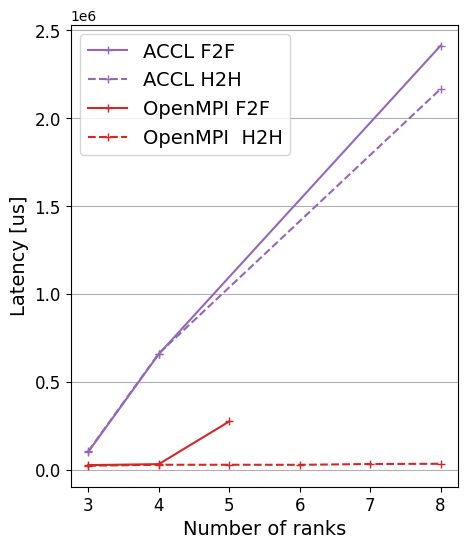 1e6
2.5
2.0
1.5
1.0
0.5
0.0
Latency [us]
ACCL F2F
ACCL H2H
OpenMPI F2F
OpenMPI  H2H
3 4 5 6 7 8
Number of ranks